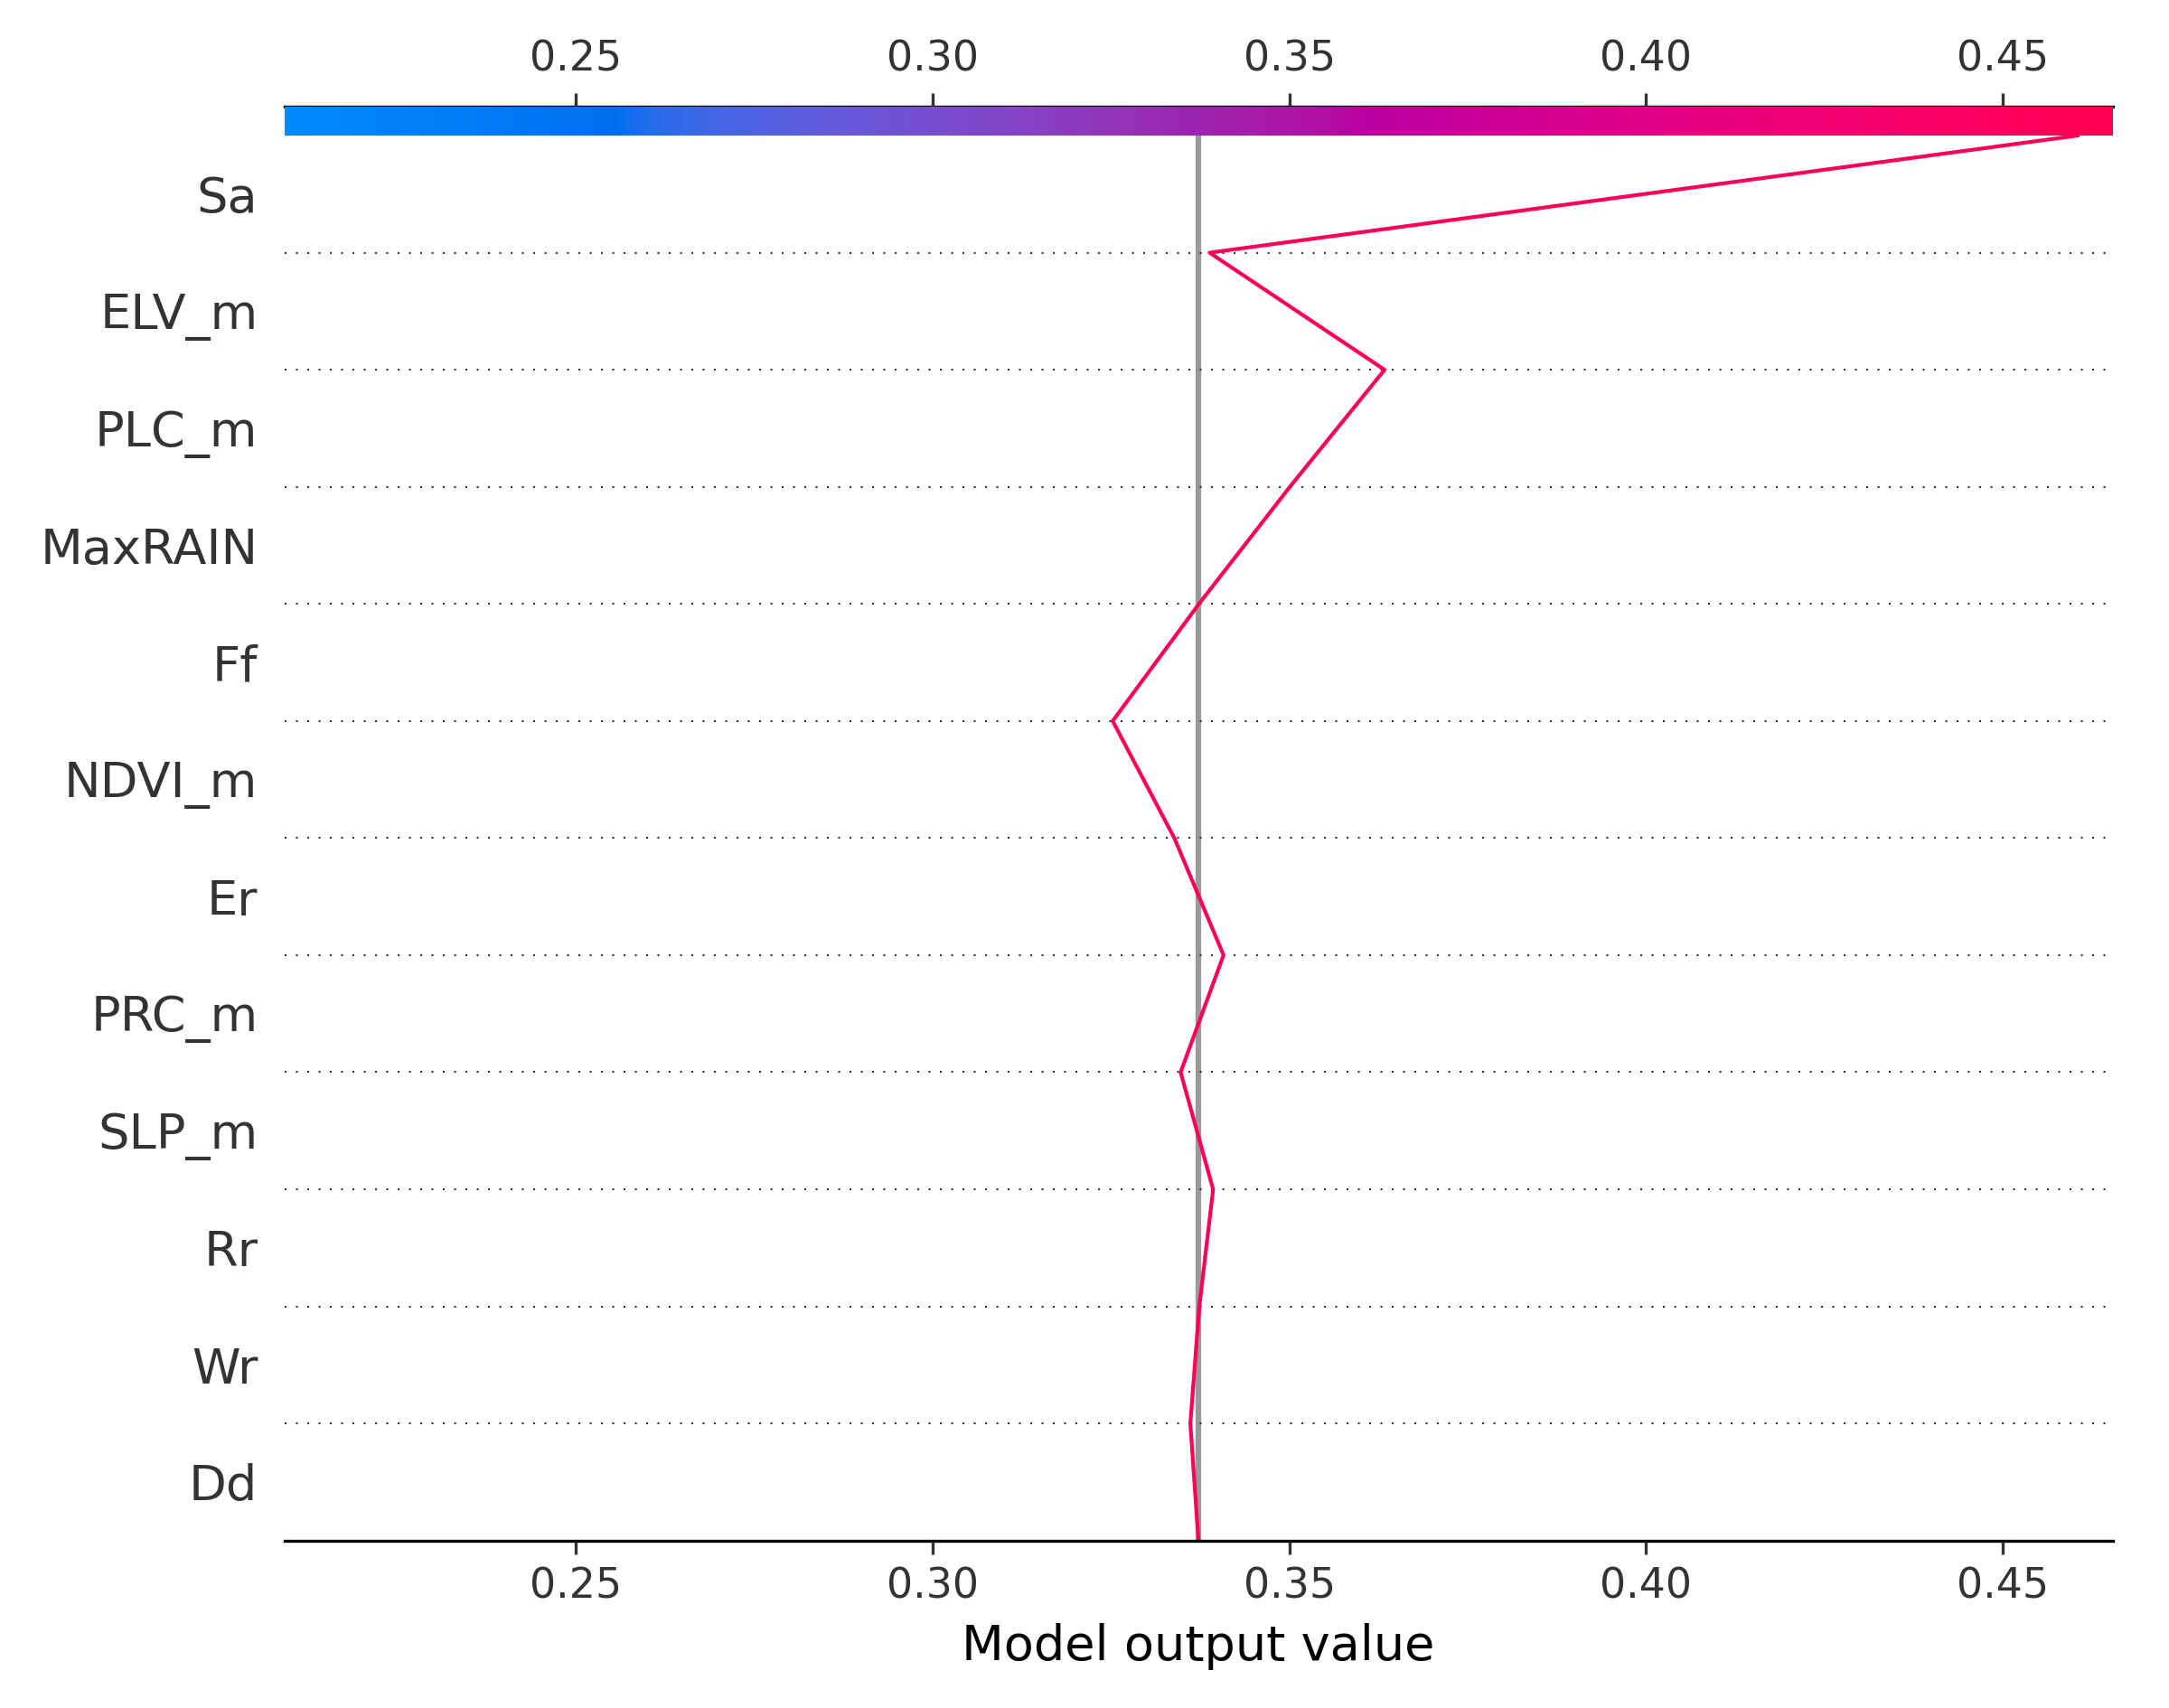 0.25 0.30 0.35 0.40 0.45
Sa
ELV_m
PLC_m
MaxRAIN
Ff
NDVI_m
Er
PRC_m
SLP_m
Rr
Wr
Dd
0.25 0.30 0.35 0.40 0.45
Model output value